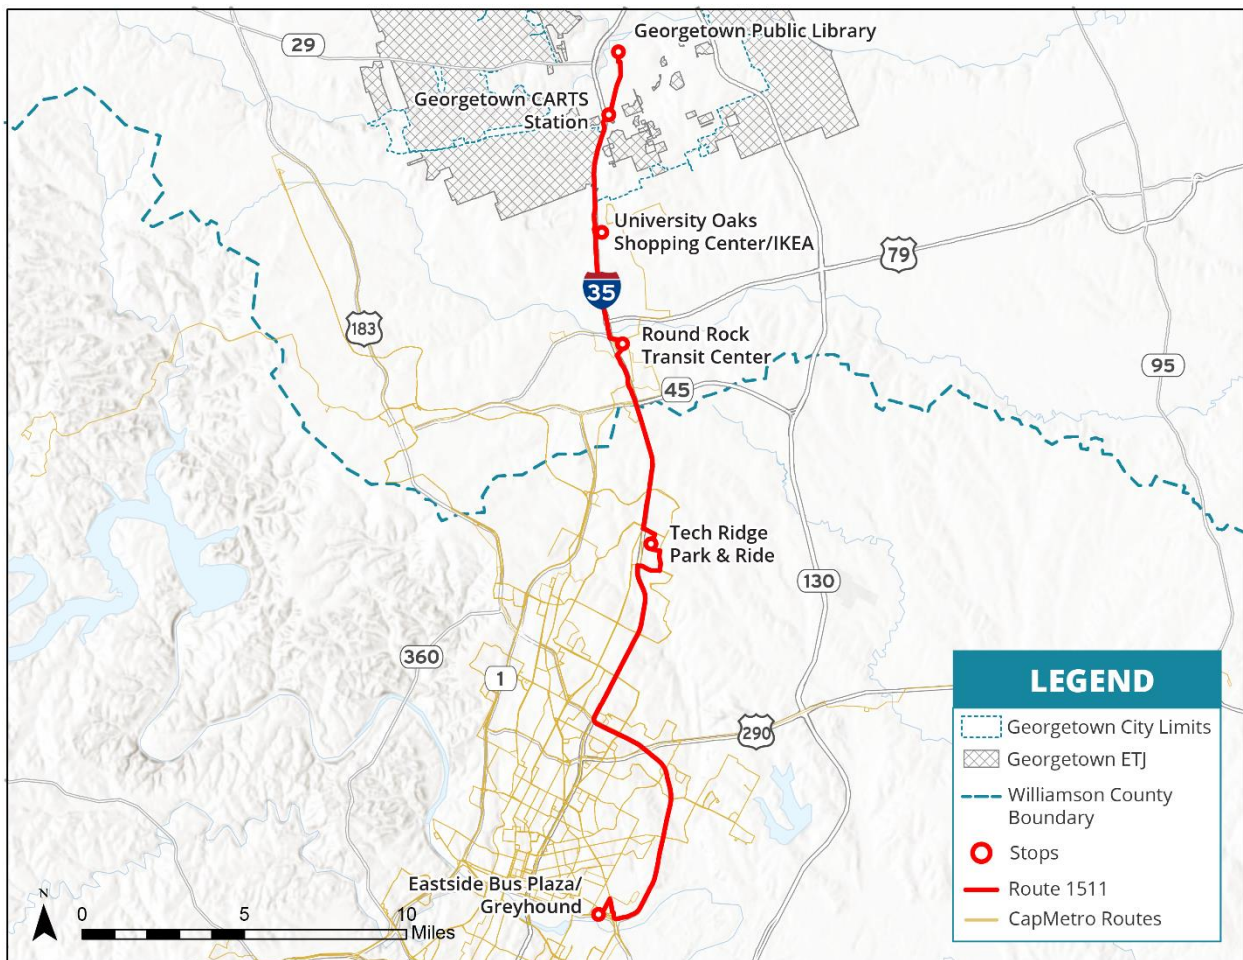 Georgetown Public Library
29
Georgetown CARTS
Station
University Oaks
Shopping Center/IKEA
79
35
183
Round Rock
Transit Center
95
45
Tech Ridge
Park & Ride
130
360
1
290
Eastside Bus Plaza/
Greyhound
N
0 5 10
Miles
LEGEND
Georgetown City Limits
Georgetown ETJ
Williamson County
Boundary
Stops
Route 1511
CapMetro Routes